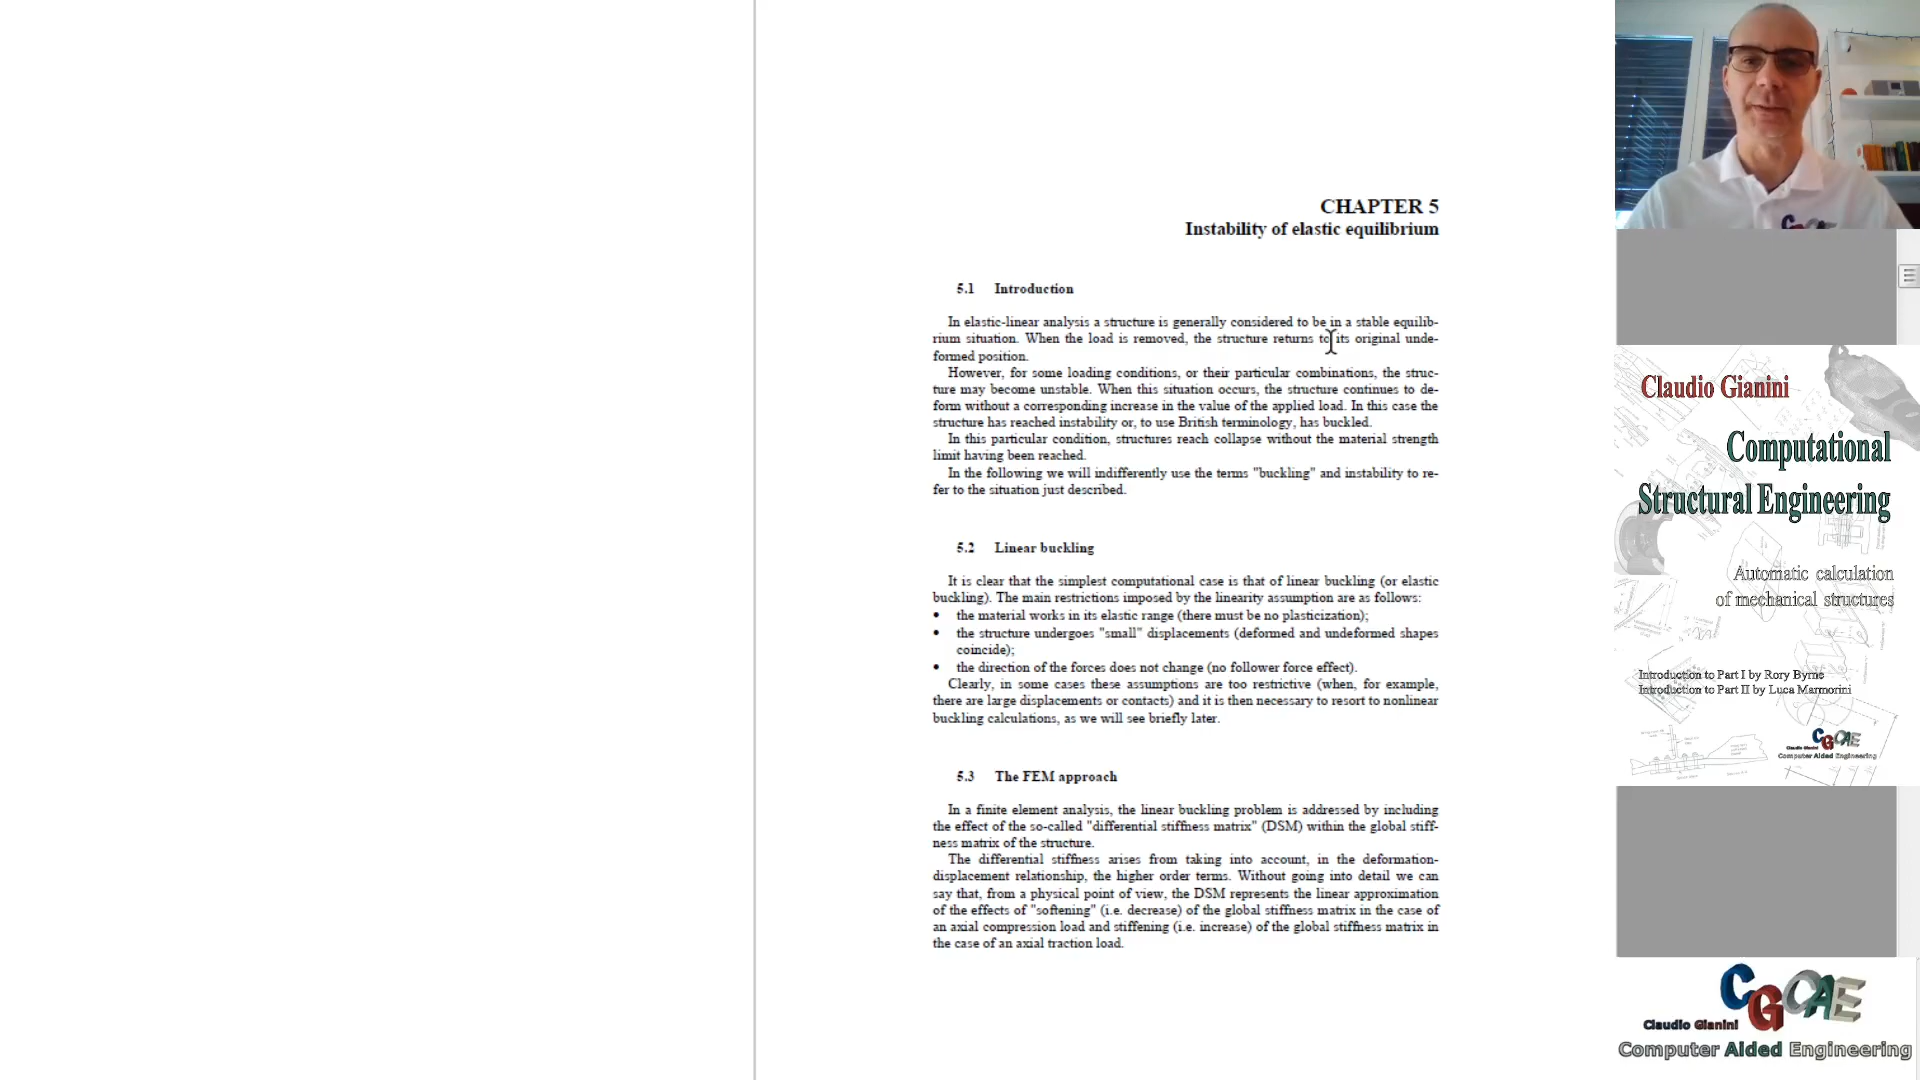 CHAPTER 5
Instability of elastic equilibrium
5.1 Introduction
In elastic-linear analysis a structure is generally considered to be in a stable equilib-
rium situation. When the load is removed, the structure returns to its original unde-
formed position.
However, for some loading conditions, or their particular combinations, the struc-
ture may become unstable. When this situation occurs, the structure continues to de-
form without a corresponding increase in the value of the applied load. In this case the
structure has reached instability or, to use British terminology, has buckled.
In this particular condition, structures reach collapse without the material strength
limit having been reached.
In the following we will indifferently use the terms "buckling" and instability to re-
fer to the situation just described.
5.2 Linear buckling
It is clear that the simplest computational case is that of linear buckling (or elastic
buckling). The main restrictions imposed by the linearity assumption are as follows:
• the material works in its elastic range (there must be no plasticization);
• the structure undergoes "small" displacements (deformed and undeformed shapes
coincide);
• the direction of the forces does not change (no follower force effect).
Clearly, in some cases these assumptions are too restrictive (when, for example,
there are large displacements or contacts) and it is then necessary to resort to nonlinear
buckling calculations, as we will see briefly later.
5.3 The FEM approach
In a finite element analysis, the linear buckling problem is addressed by including
the effect of the so-called "differential stiffness matrix" (DSM) within the global stiff-
ness matrix of the structure.
The differential stiffness arises from taking into account, in the deformation-
displacement relationship, the higher order terms. Without going into detail we can
say that, from a physical point of view, the DSM represents the linear approximation
of the effects of "softening" (i.e. decrease) of the global stiffness matrix in the case of
an axial compression load and stiffening (i.e. increase) of the global stiffness matrix in
the case of an axial traction load.
Claudio Gianini
Computational
Structural Engineering
Automatic calculation
of mechanical structures
Introduction to Part I by Rory Byrne
Introduction to Part II by Luca Marmorini
CG CAE
Claudio Gianini
Computer Aided Engineering
CG CAE
Claudio Gianini
Computer Aided Engineering